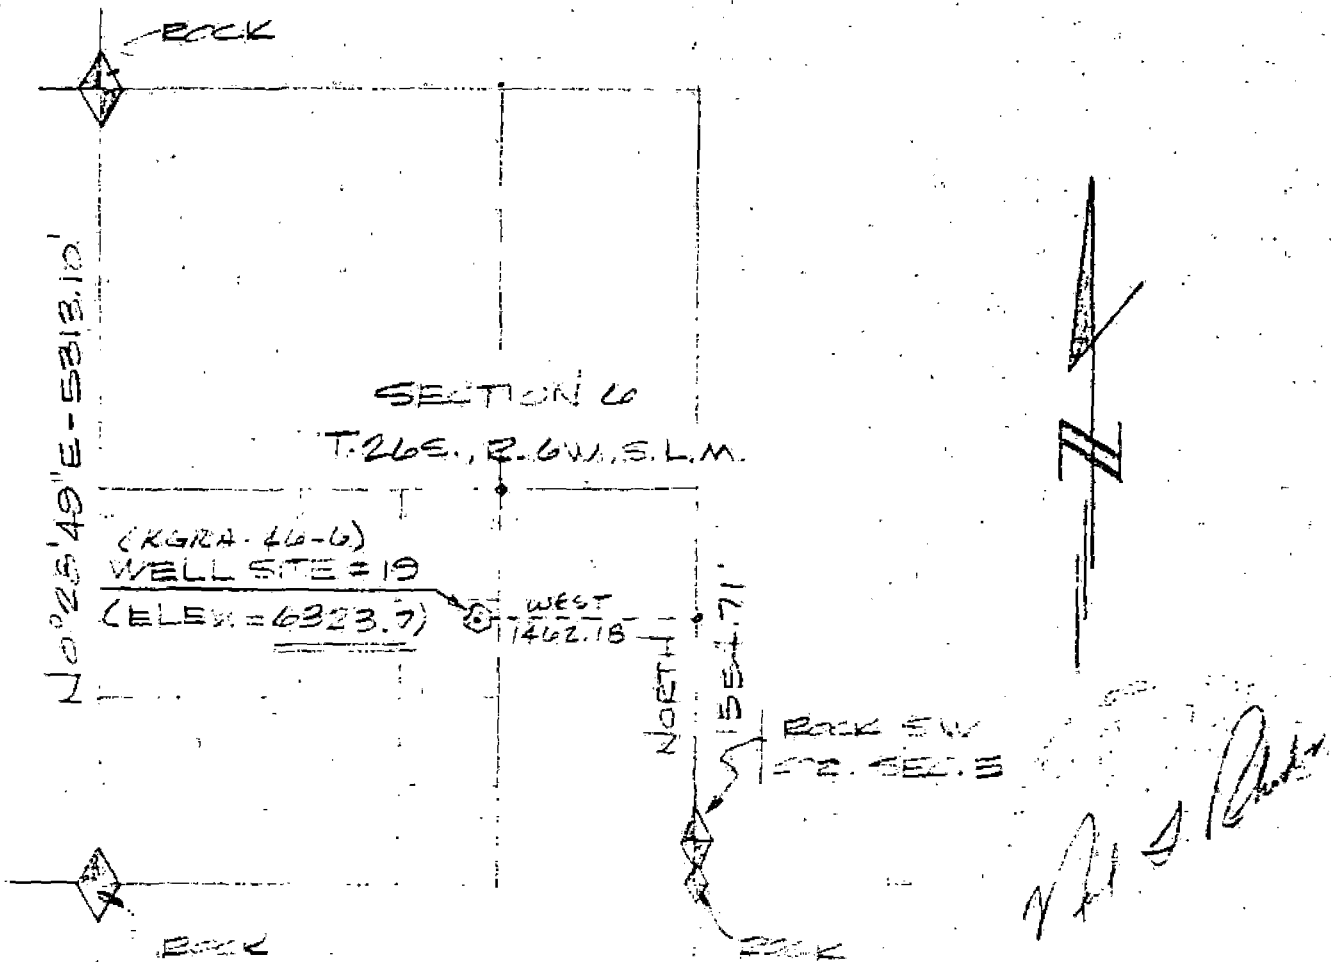 ROCK
N0°25'49"E-5313.10'
SECTION 6
T.26S., R.6W., S.L.M.
(KGRA-46-6)
WELL SITE #19
(ELEV.=6323.7)
WEST
1462.18
NORTH
1554.71'
N
ROCK SW
COR. SEC. 5
ROCK
ROCK